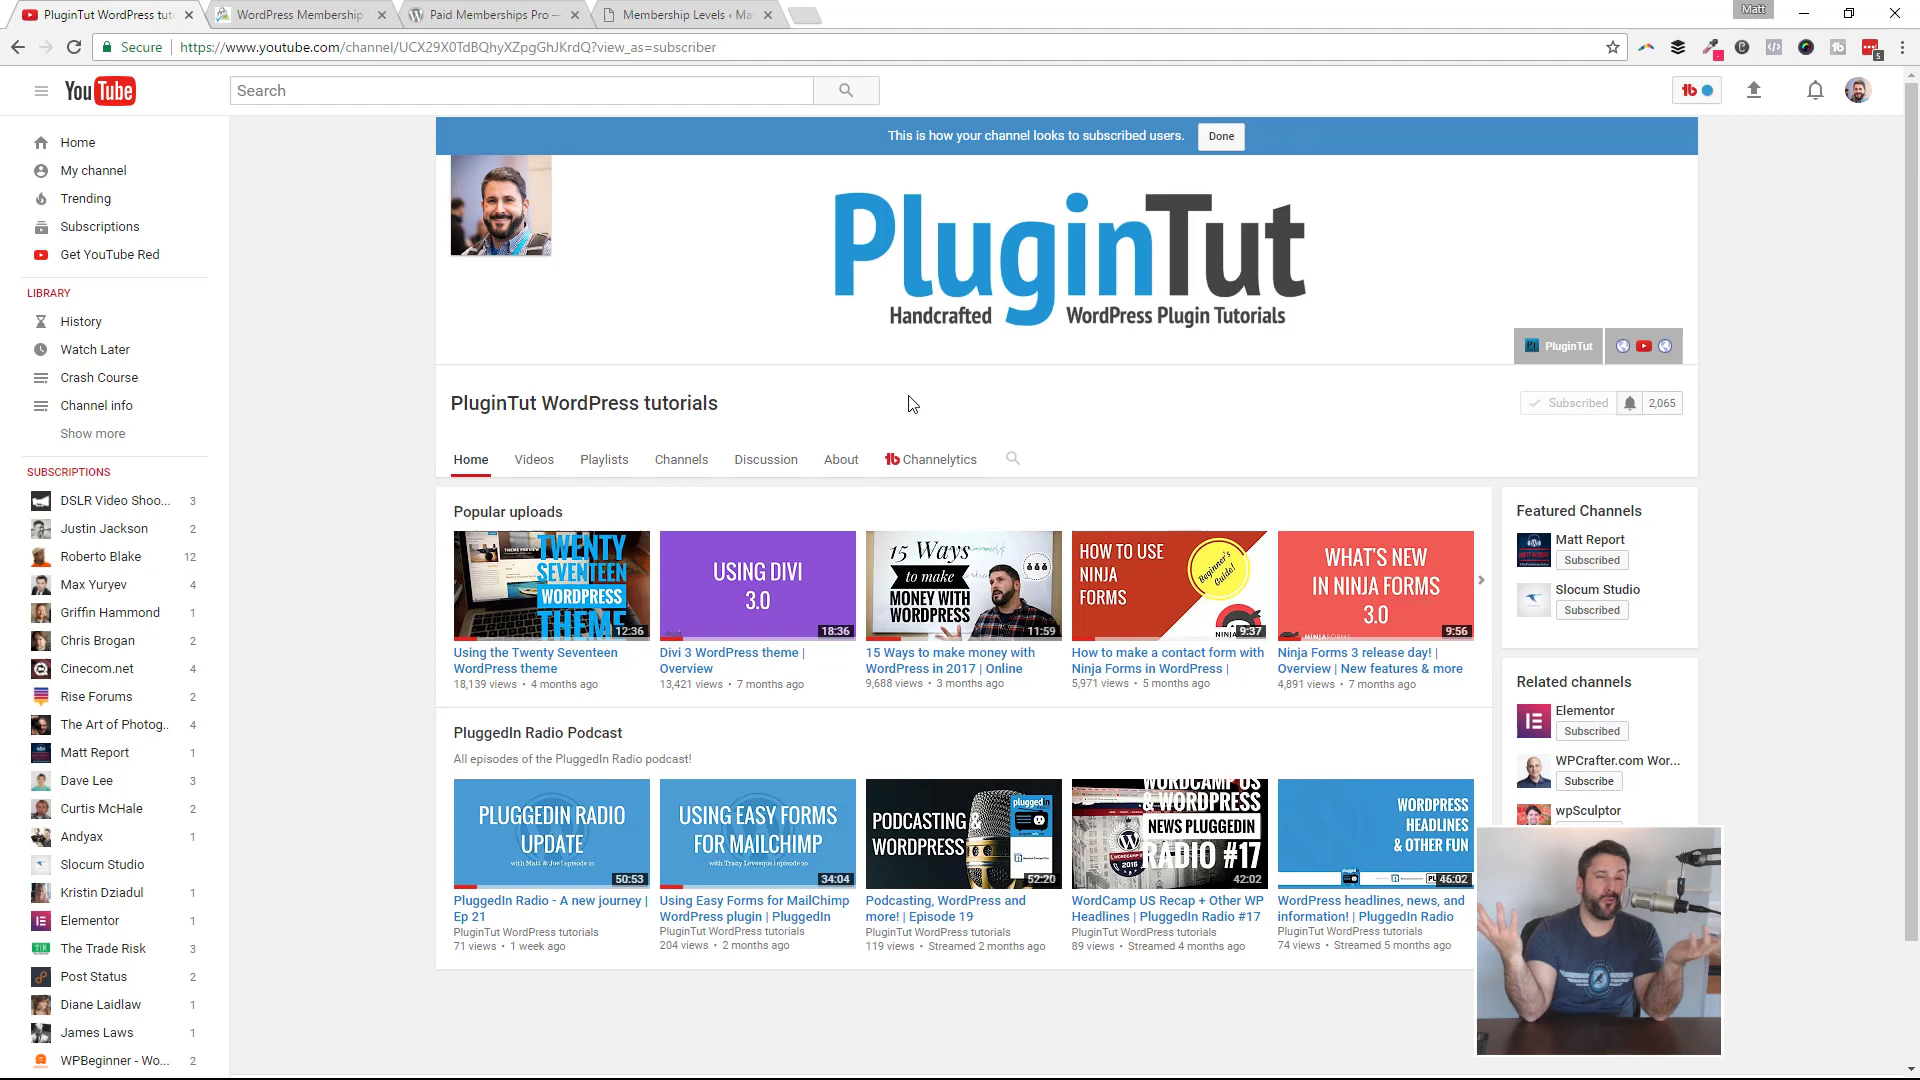 PluginTut WordPress tuto
WordPress Membership
Paid Memberships Pro —
Membership Levels ‹ Ma
Matt
Secure
https://www.youtube.com/channel/UCX29X0TdBQhyXZpgGhJKrdQ?view_as=subscriber
5
YouTube
Search
tb
Home
My channel
Trending
Subscriptions
Get YouTube Red
LIBRARY
History
Watch Later
Crash Course
Channel info
Show more
SUBSCRIPTIONS
DSLR Video Shoo... 3
Justin Jackson 2
Roberto Blake 12
Max Yuryev 4
Griffin Hammond 1
Chris Brogan 2
Cinecom.net 4
Rise Forums 2
The Art of Photog.. 4
Matt Report 1
Dave Lee 3
Curtis McHale 2
Andyax 1
Slocum Studio
Kristin Dziadul 1
Elementor 1
The Trade Risk 3
Post Status 2
Diane Laidlaw 1
James Laws 1
WPBeginner - Wo... 2
This is how your channel looks to subscribed users.
Done
PluginTut
Handcrafted WordPress Plugin Tutorials
PluginTut
PluginTut WordPress tutorials
Subscribed 2,065
Home Videos Playlists Channels Discussion About tb Channelytics
Popular uploads
TWENTY
SEVENTEEN
WORDPRESS
THEME
12:36
Using the Twenty Seventeen
WordPress theme
18,139 views • 4 months ago
USING DIVI
3.0
18:36
Divi 3 WordPress theme |
Overview
13,421 views • 7 months ago
15 Ways
to make
MONEY WITH
WORDPRESS
11:59
15 Ways to make money with
WordPress in 2017 | Online
9,688 views • 3 months ago
HOW TO USE
NINJA
FORMS
Beginner's
Guide!
NINJA
9:37
How to make a contact form with
Ninja Forms in WordPress |
5,971 views • 5 months ago
WHAT'S NEW
IN NINJA FORMS
3.0
NINJAFORMS
9:56
Ninja Forms 3 release day! |
Overview | New features & more
4,891 views • 7 months ago
PluggedIn Radio Podcast
All episodes of the PluggedIn Radio podcast!
PLUGGEDIN RADIO
UPDATE
with Matt & Joe | episode 21
50:53
PluggedIn Radio - A new journey |
Ep 21
PluginTut WordPress tutorials
71 views • 1 week ago
USING EASY FORMS
FOR MAILCHIMP
with Tracy Levesque | episode 20
34:04
Using Easy Forms for MailChimp
WordPress plugin | PluggedIn
PluginTut WordPress tutorials
204 views • 2 months ago
PODCASTING &
WORDPRESS
pluggedin
52:20
Podcasting, WordPress and
more! | Episode 19
PluginTut WordPress tutorials
119 views • Streamed 2 months ago
WORDCAMP US
& WORDPRESS
NEWS PLUGGEDIN
RADIO #17
42:02
WordCamp US Recap + Other WP
Headlines | PluggedIn Radio #17
PluginTut WordPress tutorials
89 views • Streamed 4 months ago
WORDPRESS
HEADLINES
& OTHER FUN
46:02
WordPress headlines, news, and
information! | PluggedIn Radio
PluginTut WordPress tutorials
74 views • Streamed 5 months ago
Featured Channels
Matt Report
Subscribed
Slocum Studio
Subscribed
Related channels
Elementor
Subscribed
WPCrafter.com Wor...
Subscribe
wpSculptor